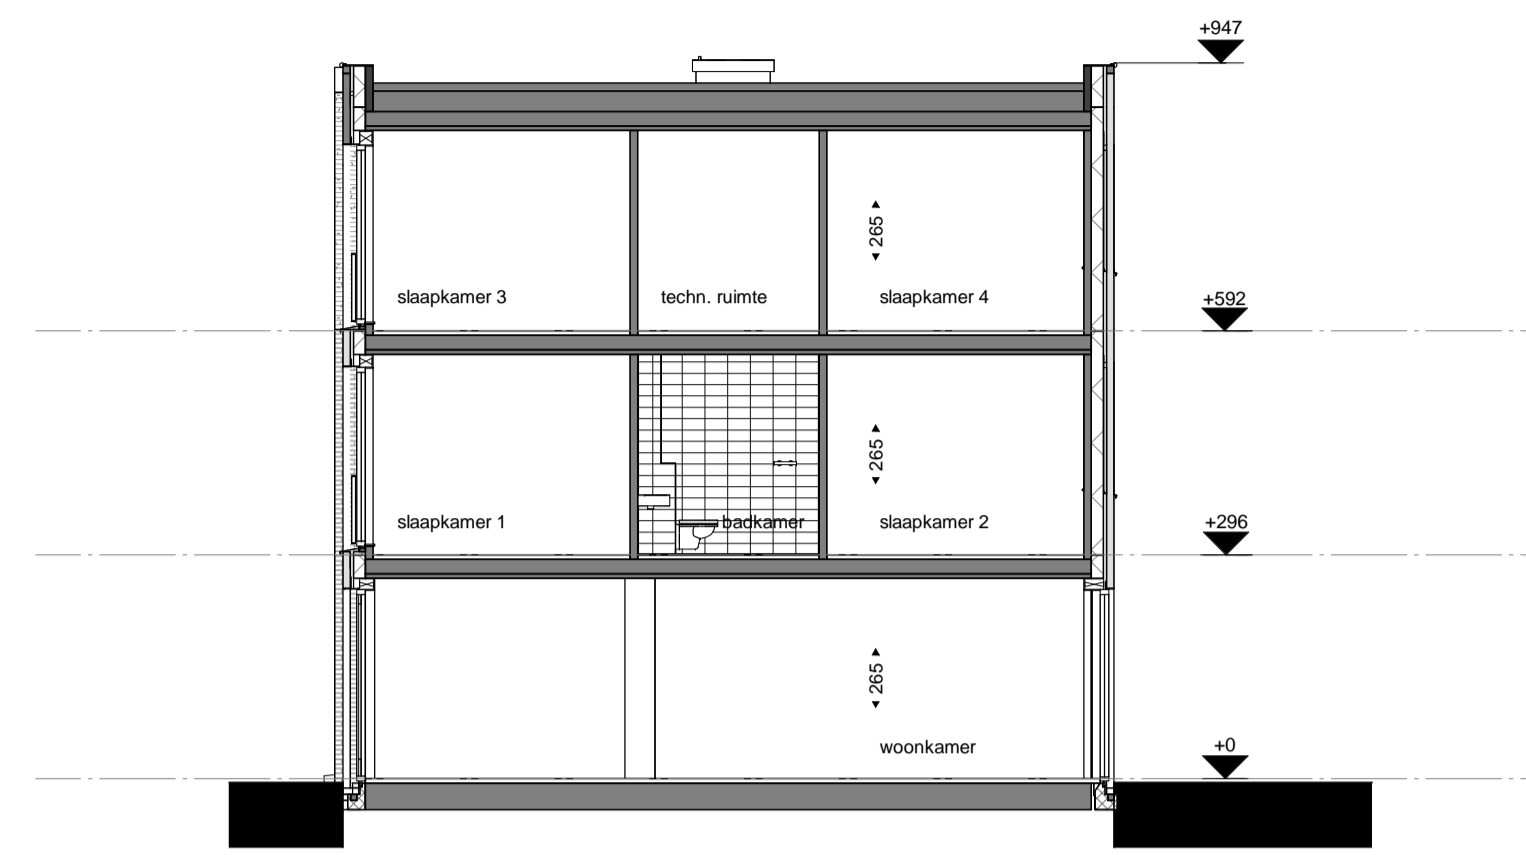 +947
265
slaapkamer 3
techn. ruimte
slaapkamer 4
+592
265
slaapkamer 1
badkamer
slaapkamer 2
+296
265
woonkamer
+0